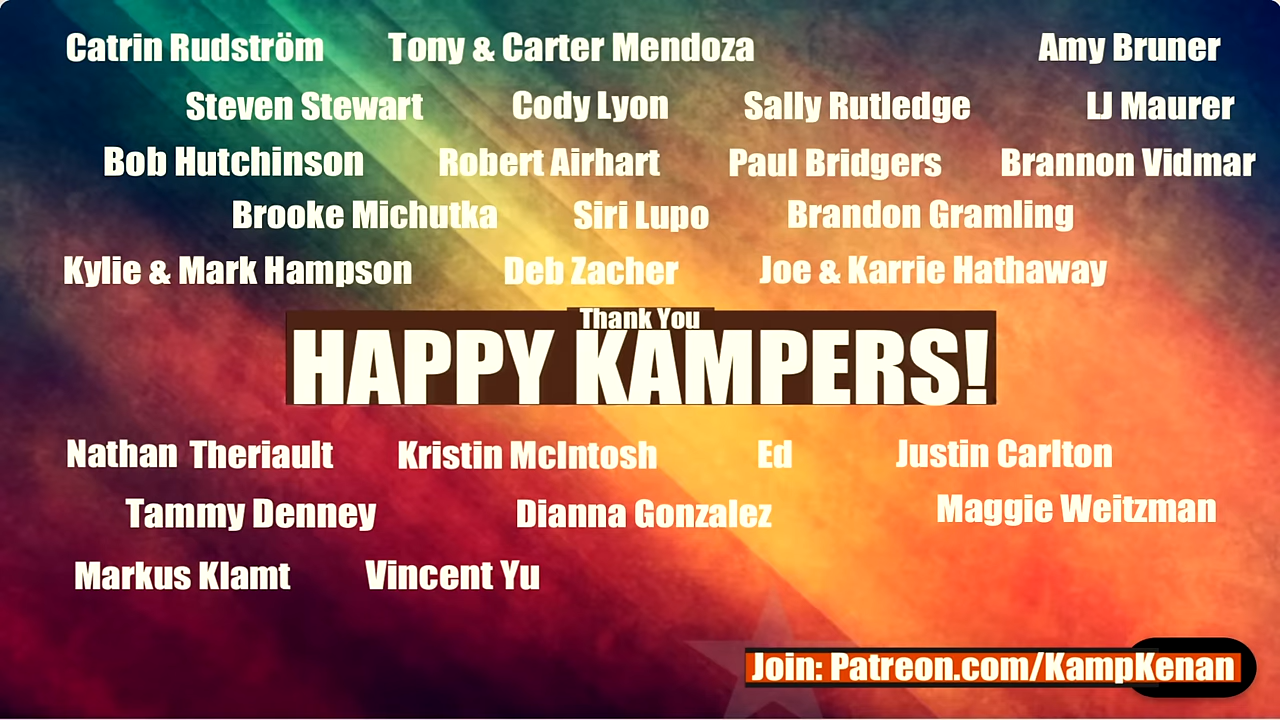 Catrin Rudström Tony & Carter Mendoza Amy Bruner
Steven Stewart Cody Lyon Sally Rutledge LJ Maurer
Bob Hutchinson Robert Airhart Paul Bridgers Brannon Vidmar
Brooke Michutka Siri Lupo Brandon Gramling
Kylie & Mark Hampson Deb Zacher Joe & Karrie Hathaway
Thank You
HAPPY KAMPERS!
Nathan Theriault Kristin McIntosh Ed Justin Carlton
Tammy Denney Dianna Gonzalez Maggie Weitzman
Markus Klamt Vincent Yu
Join: Patreon.com/KampKenan